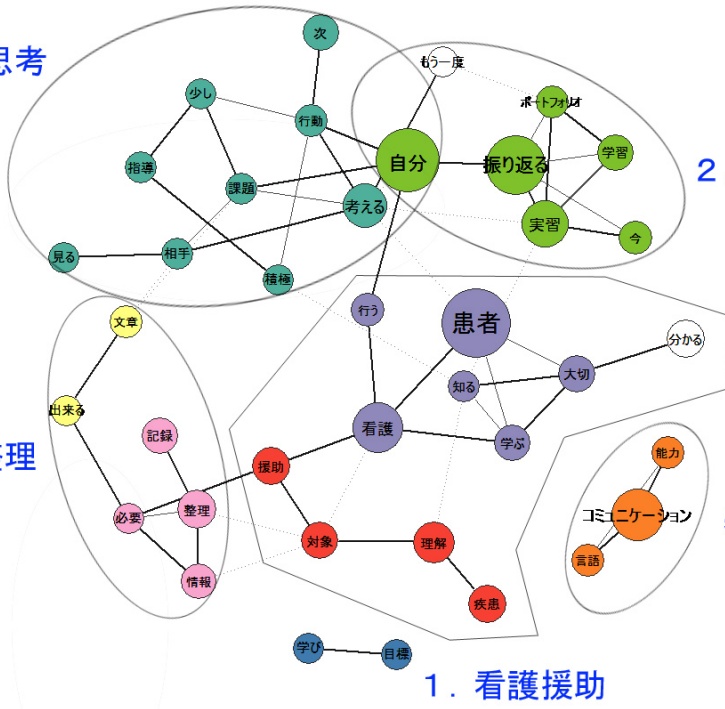 次
思考
もう一度
少し
ポートフォリオ
行動
学習
自分
振り返る
指導
2
課題
考える
実習
今
見る
相手
積極
行う
文章
患者
分かる
知る
大切
出来る
記録
看護
学ぶ
能力
整理
援助
必要
整理
コミュニケーション
対象
理解
情報
言語
疾患
学び
目標
1. 看護援助